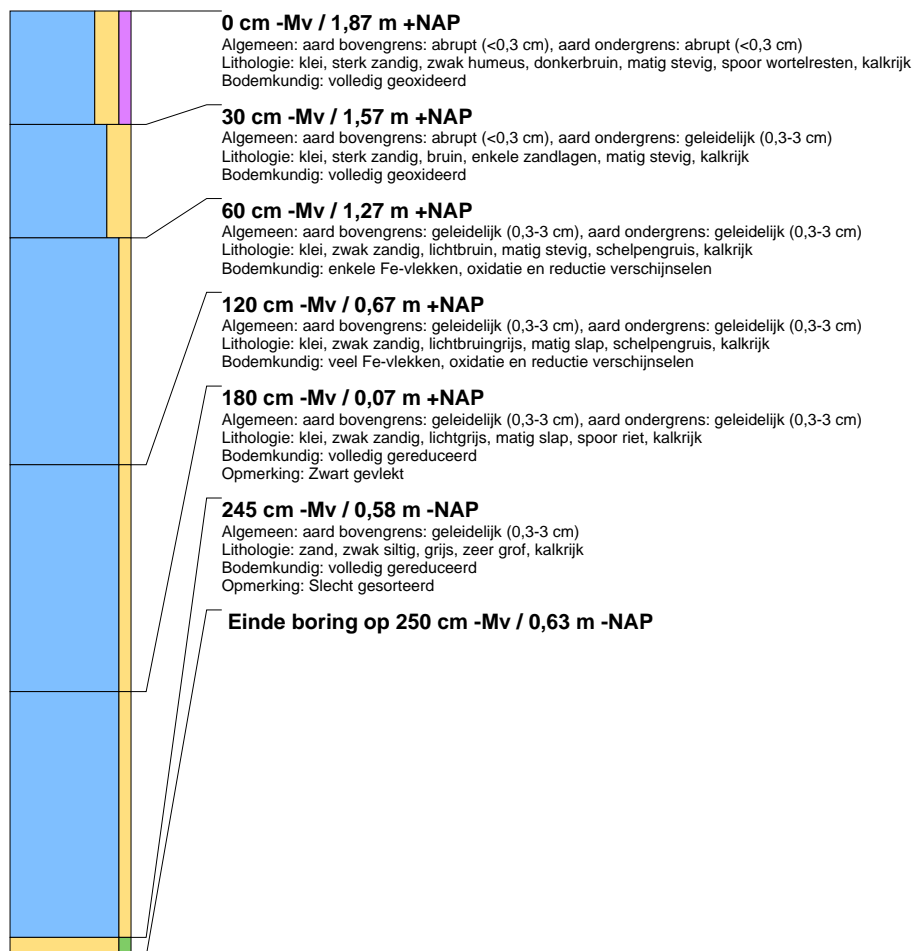 0 cm -Mv / 1,87 m +NAP
Algemeen: aard bovengrens: abrupt (<0,3 cm), aard ondergrens: abrupt (<0,3 cm)
Lithologie: klei, sterk zandig, zwak humeus, donkerbruin, matig stevig, spoor wortelresten, kalkrijk
Bodemkundig: volledig geoxideerd
30 cm -Mv / 1,57 m +NAP
Algemeen: aard bovengrens: abrupt (<0,3 cm), aard ondergrens: geleidelijk (0,3-3 cm)
Lithologie: klei, sterk zandig, bruin, enkele zandlagen, matig stevig, kalkrijk
Bodemkundig: volledig geoxideerd
60 cm -Mv / 1,27 m +NAP
Algemeen: aard bovengrens: geleidelijk (0,3-3 cm), aard ondergrens: geleidelijk (0,3-3 cm)
Lithologie: klei, zwak zandig, lichtbruin, matig stevig, schelpengruis, kalkrijk
Bodemkundig: enkele Fe-vlekken, oxidatie en reductie verschijnselen
120 cm -Mv / 0,67 m +NAP
Algemeen: aard bovengrens: geleidelijk (0,3-3 cm), aard ondergrens: geleidelijk (0,3-3 cm)
Lithologie: klei, zwak zandig, lichtbruingrijs, matig slap, schelpengruis, kalkrijk
Bodemkundig: veel Fe-vlekken, oxidatie en reductie verschijnselen
180 cm -Mv / 0,07 m +NAP
Algemeen: aard bovengrens: geleidelijk (0,3-3 cm), aard ondergrens: geleidelijk (0,3-3 cm)
Lithologie: klei, zwak zandig, lichtgrijs, matig slap, spoor riet, kalkrijk
Bodemkundig: volledig gereduceerd
Opmerking: Zwart gevlekt
245 cm -Mv / 0,58 m -NAP
Algemeen: aard bovengrens: geleidelijk (0,3-3 cm)
Lithologie: zand, zwak siltig, grijs, zeer grof, kalkrijk
Bodemkundig: volledig gereduceerd
Opmerking: Slecht gesorteerd
Einde boring op 250 cm -Mv / 0,63 m -NAP